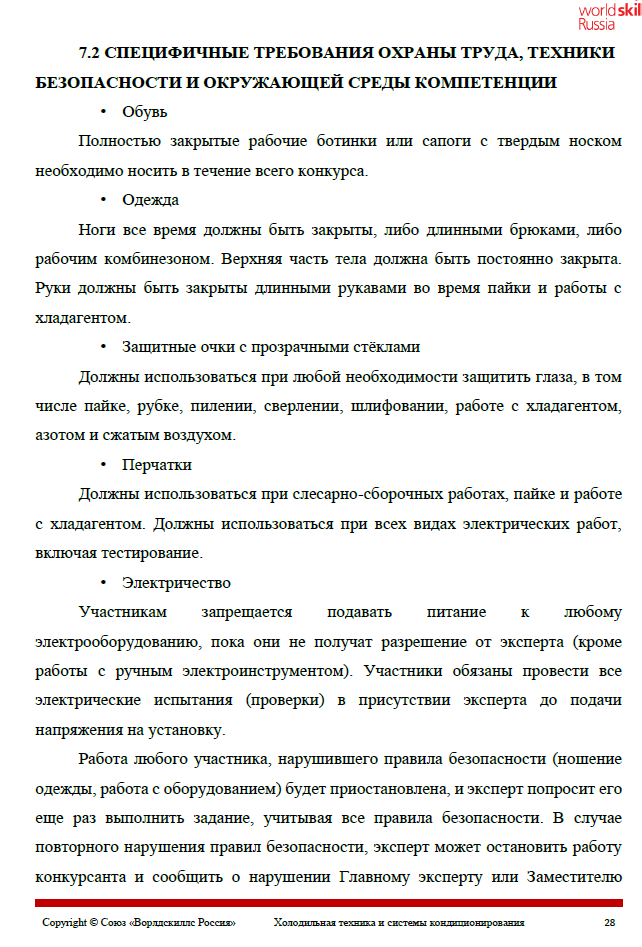 world skil
Russia
7.2 СПЕЦИФИЧНЫЕ ТРЕБОВАНИЯ ОХРАНЫ ТРУДА, ТЕХНИКИ
БЕЗОПАСНОСТИ И ОКРУЖАЮЩЕЙ СРЕДЫ КОМПЕТЕНЦИИ
• Обувь
Полностью закрытые рабочие ботинки или сапоги с твердым носком
необходимо носить в течение всего конкурса.
• Одежда
Ноги все время должны быть закрыты, либо длинными брюками, либо
рабочим комбинезоном. Верхняя часть тела должна быть постоянно закрыта.
Руки должны быть закрыты длинными рукавами во время пайки и работы с
хладагентом.
• Защитные очки с прозрачными стёклами
Должны использоваться при любой необходимости защитить глаза, в том
числе пайке, рубке, пилении, сверлении, шлифовании, работе с хладагентом,
азотом и сжатым воздухом.
• Перчатки
Должны использоваться при слесарно-сборочных работах, пайке и работе
с хладагентом. Должны использоваться при всех видах электрических работ,
включая тестирование.
• Электричество
Участникам запрещается подавать питание к любому
электрооборудованию, пока они не получат разрешение от эксперта (кроме
работы с ручным электроинструментом). Участники обязаны провести все
электрические испытания (проверки) в присутствии эксперта до подачи
напряжения на установку.
Работа любого участника, нарушившего правила безопасности (ношение
одежды, работа с оборудованием) будет приостановлена, и эксперт попросит его
еще раз выполнить задание, учитывая все правила безопасности. В случае
повторного нарушения правил безопасности, эксперт может остановить работу
конкурсанта и сообщить о нарушении Главному эксперту или Заместителю
Copyright © Союз «Ворлдскиллс Россия» Холодильная техника и системы кондиционирования 28